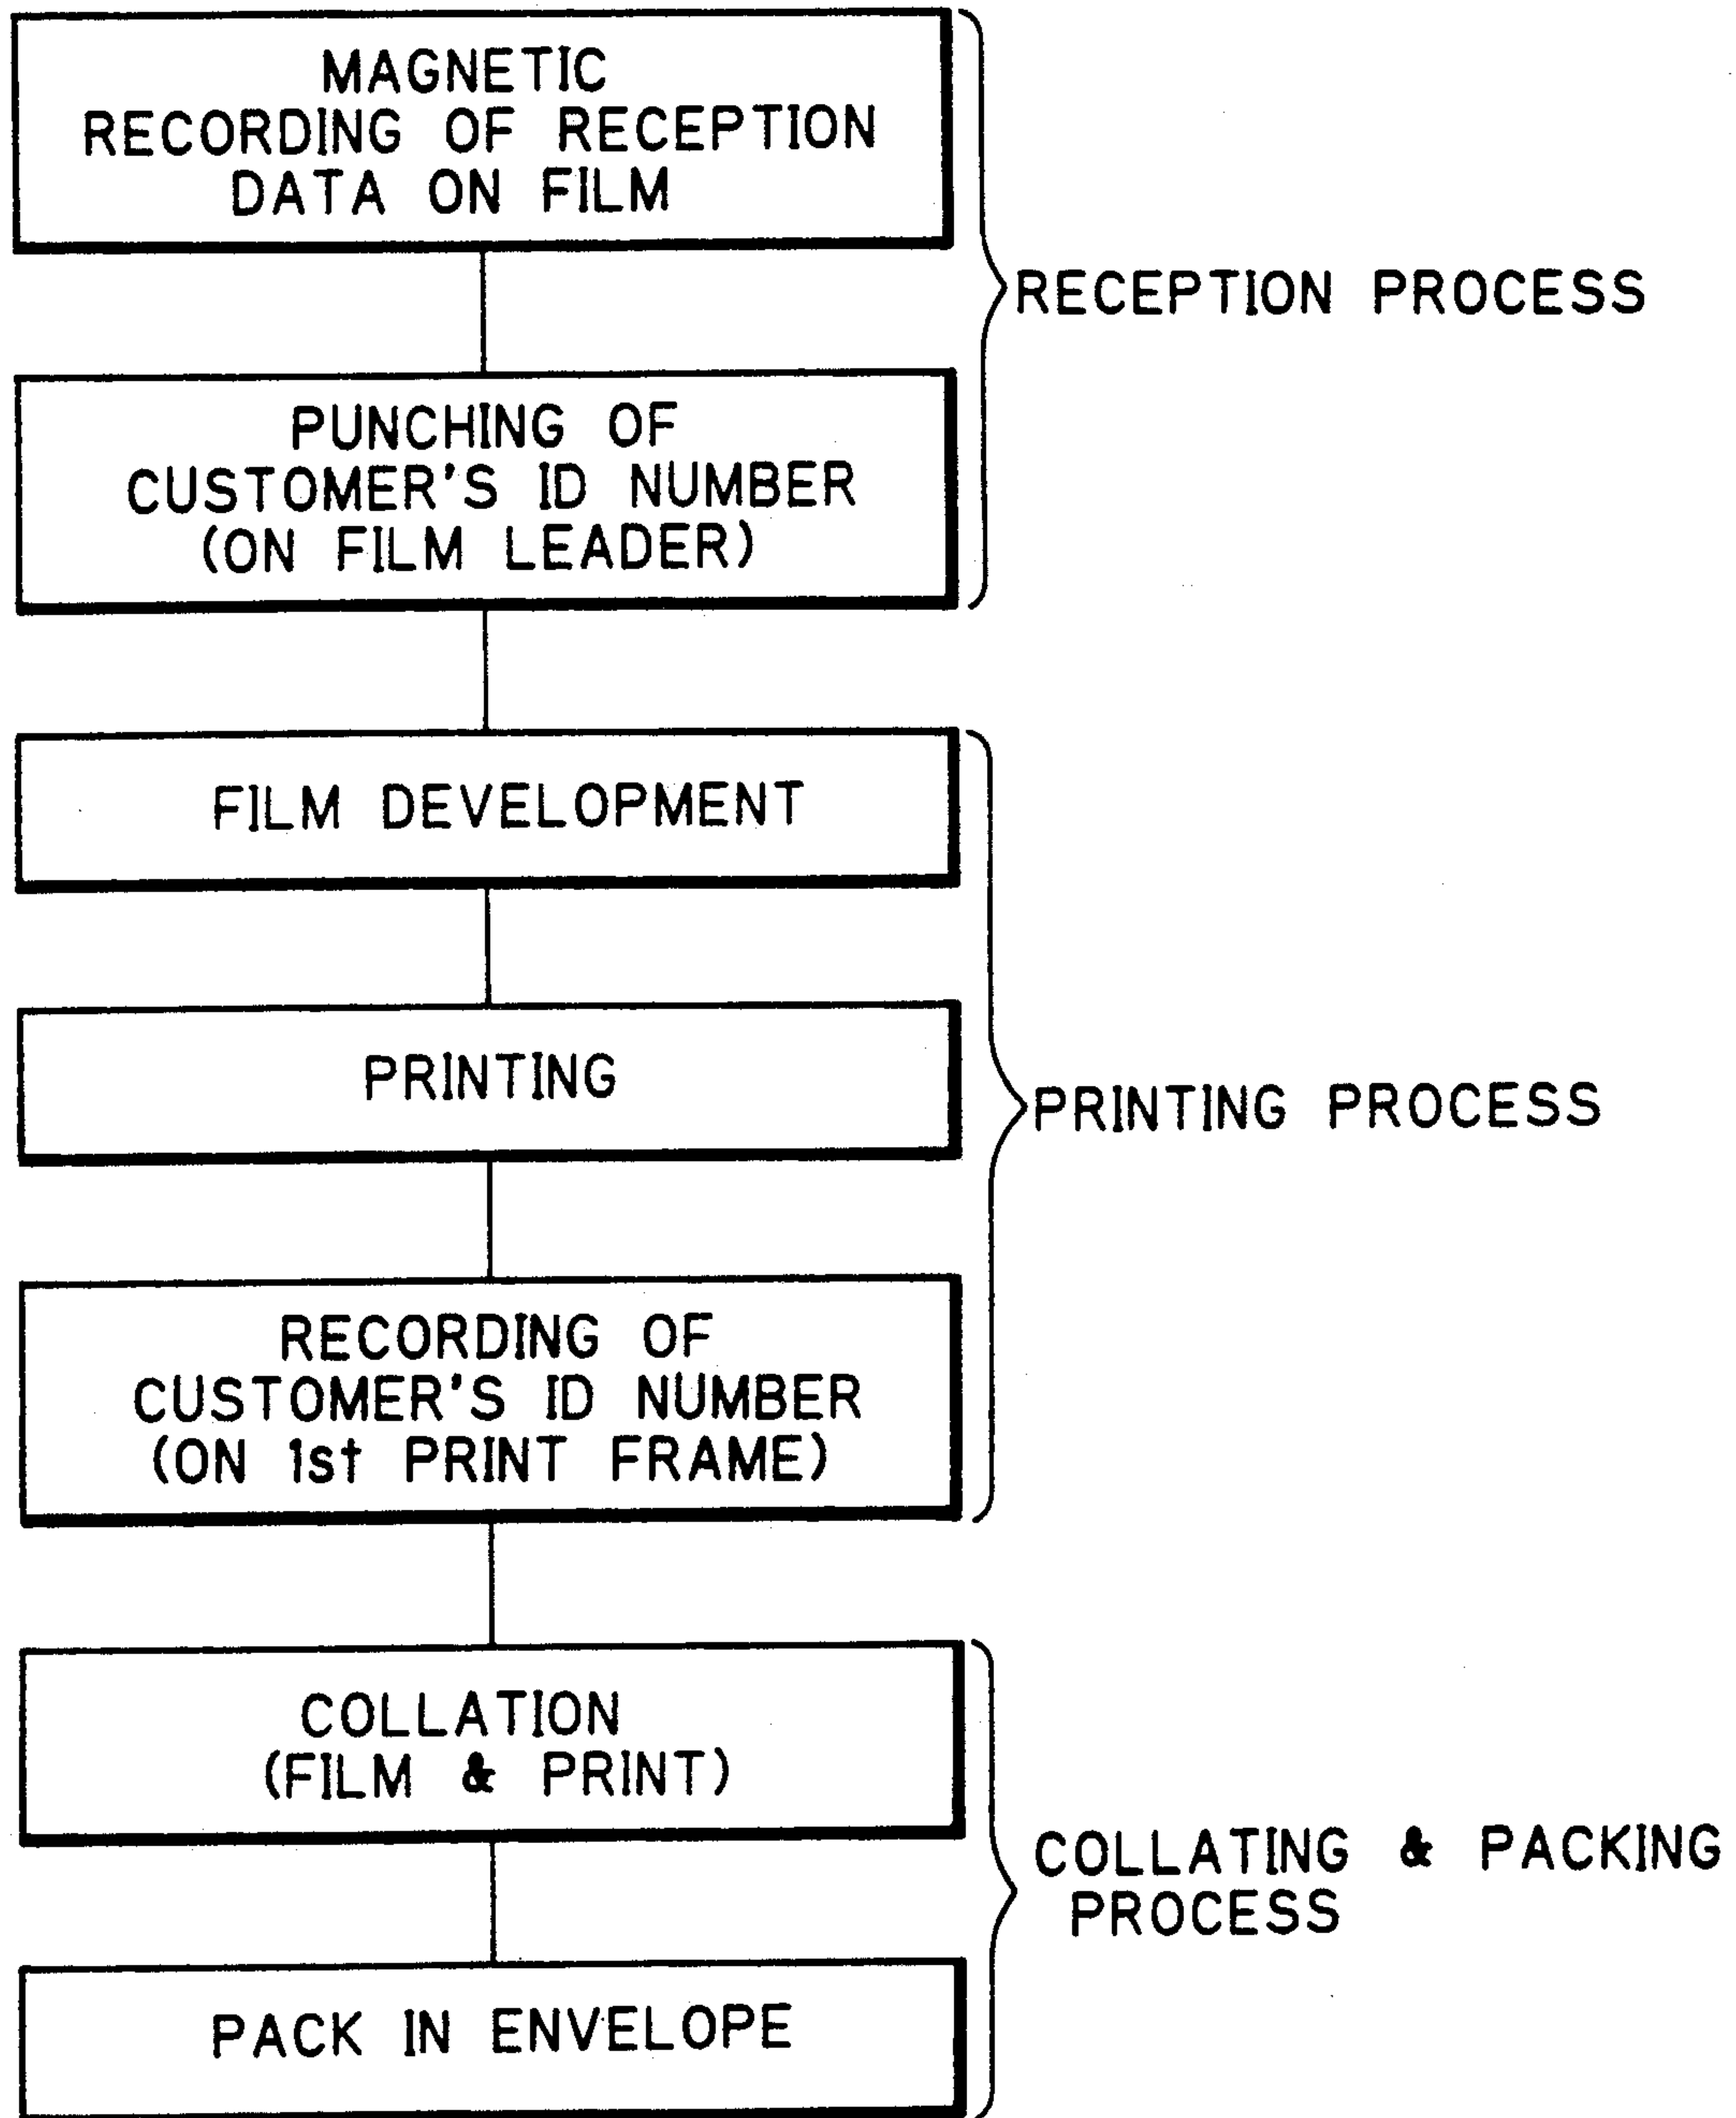 MAGNETIC
RECORDING OF RECEPTION
DATA ON FILM
RECEPTION PROCESS
PUNCHING OF
CUSTOMER'S ID NUMBER
(ON FILM LEADER)
FILM DEVELOPMENT
PRINTING
PRINTING PROCESS
RECORDING OF
CUSTOMER'S ID NUMBER
(ON 1st PRINT FRAME)
COLLATION
(FILM & PRINT)
COLLATING & PACKING
PROCESS
PACK IN ENVELOPE